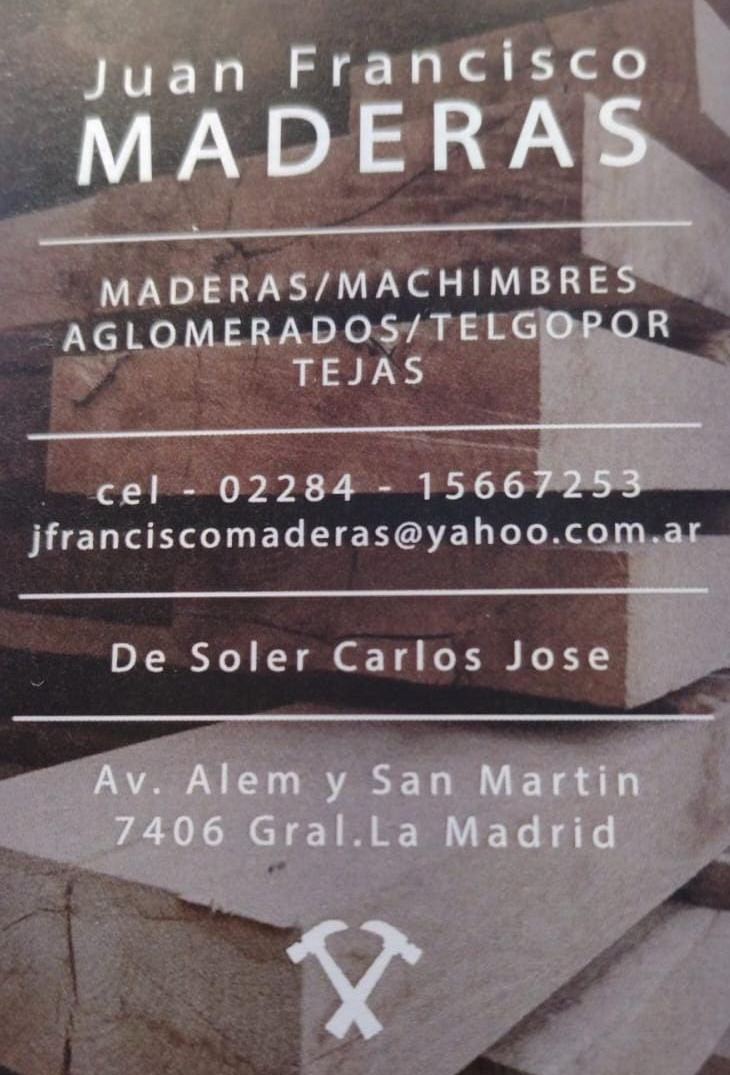 Juan Francisco
MADERAS
MADERAS/MACHIMBRES
AGLOMERADOS/TELGOPOR
TEJAS
cel - 02284 - 15667253
jfranciscomaderas@yahoo.com.ar
De Soler Carlos Jose
Av. Alem y San Martin
7406 Gral.La Madrid